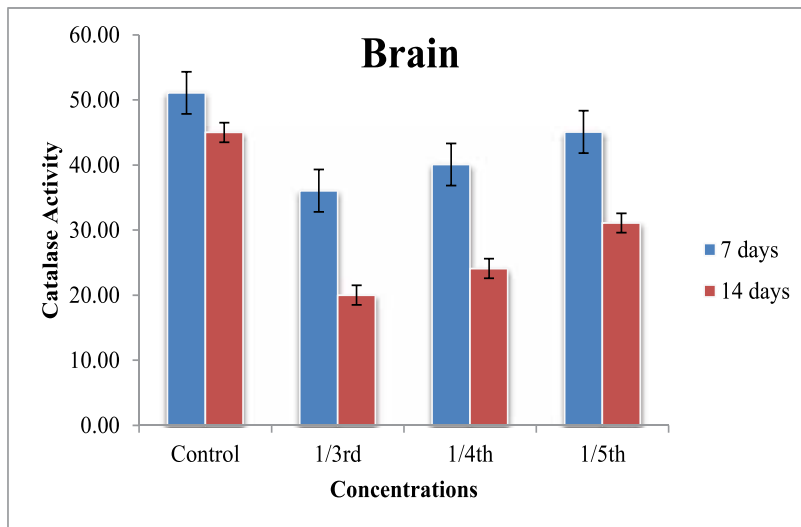 Brain
60.00
50.00
40.00
30.00
20.00
10.00
0.00
Catalase Activity
Control 1/3rd 1/4th 1/5th
Concentrations
7 days
14 days